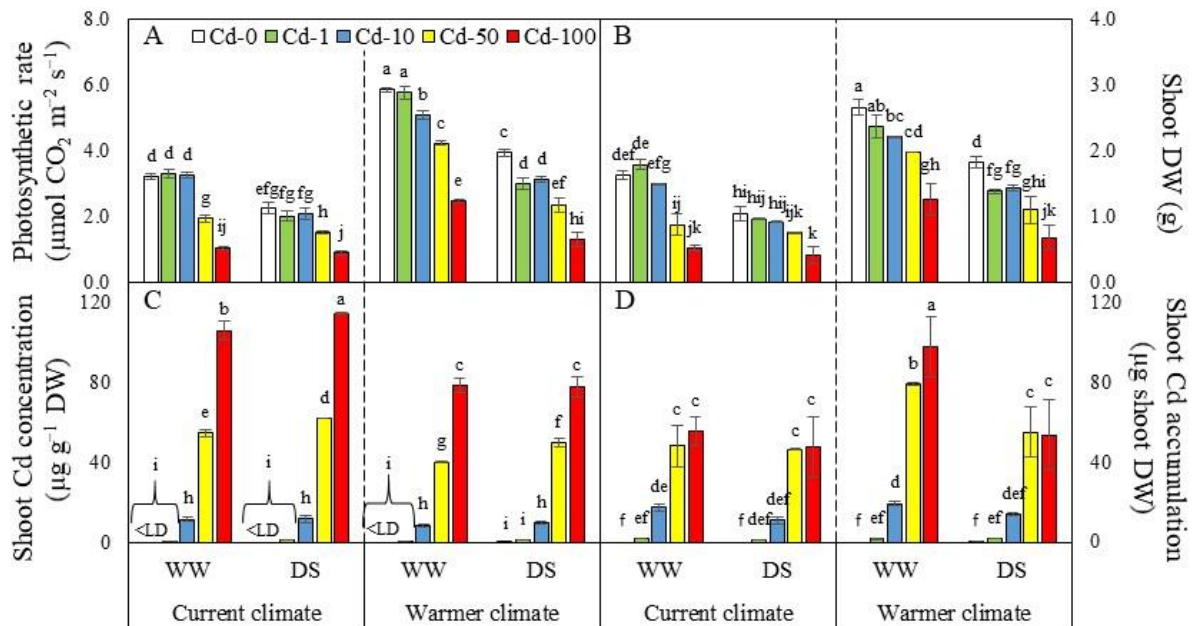 Photosynthetic rate
(µmol CO₂ m⁻² s⁻¹)
8.0
6.0
4.0
2.0
0.0
A
Cd-0 Cd-1 Cd-10 Cd-50 Cd-100
d d d g ij
efg fg fg h j
a a b c e
c d d ef hi
B
def de efg ij jk
hi hij hij ijk k
a ab bc cd gh
d fg fg ghi jk
4.0
3.0
2.0
1.0
0.0
Shoot DW
(g)
Shoot Cd concentration
(µg g⁻¹ DW)
120
80
40
0
C
i <LD h e b
i <LD h d a
i <LD h g c
i i h f c
D
f ef de c c
f def def c c
f ef d b a
f ef def c c
120
80
40
0
Shoot Cd accumulation
(µg shoot DW)
WW DS WW DS WW DS WW DS
Current climate Warmer climate Current climate Warmer climate